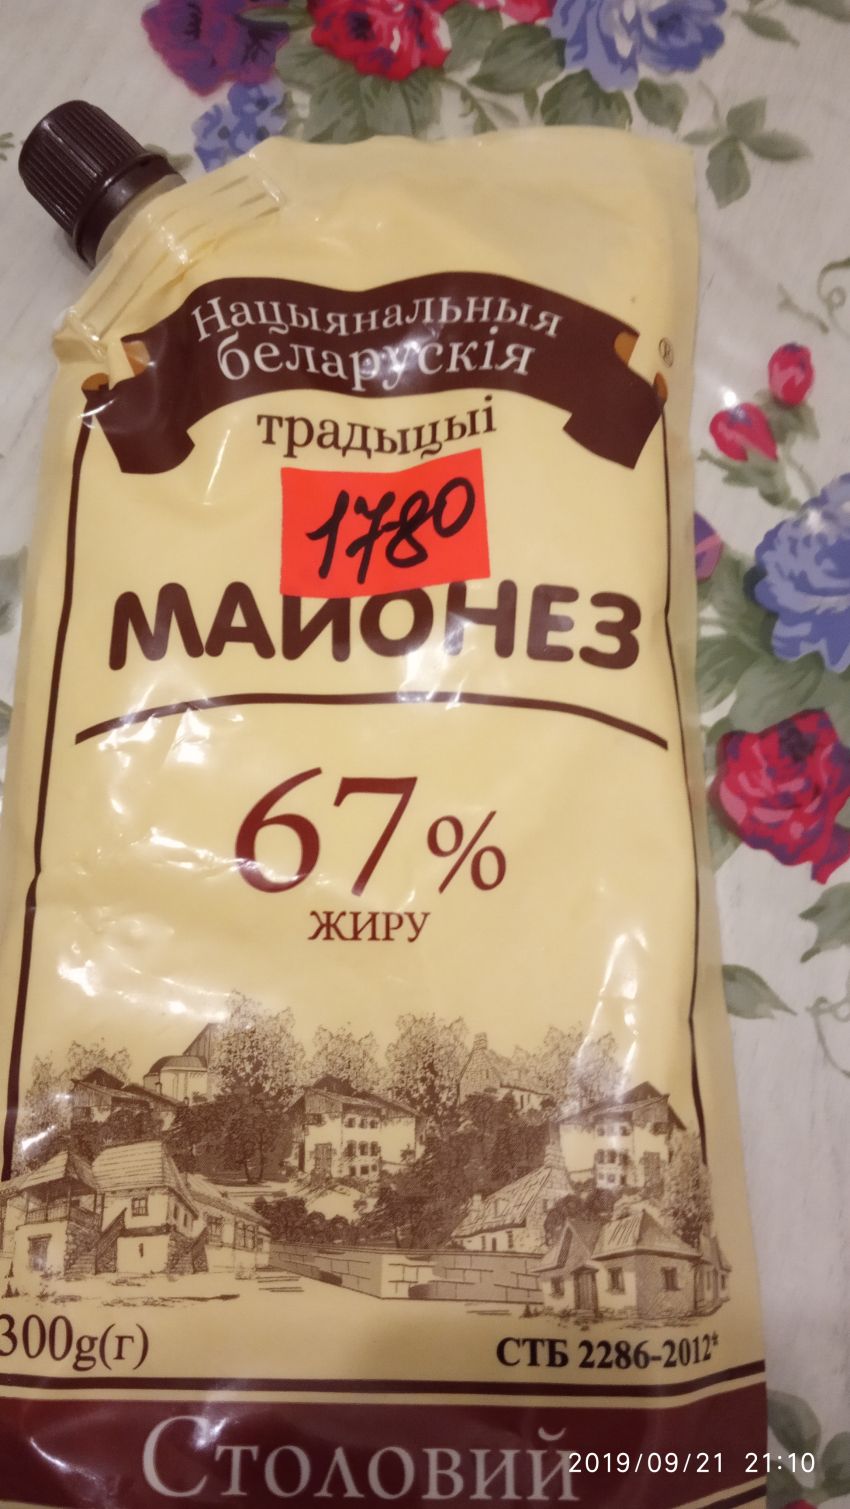 Нацыянальныя
беларускія
®
традыцыі
1780
МАЙОНЕЗ
67%
ЖИРУ
300g(г)
СТБ 2286-2012*
Столовий
2019/09/21 21:10